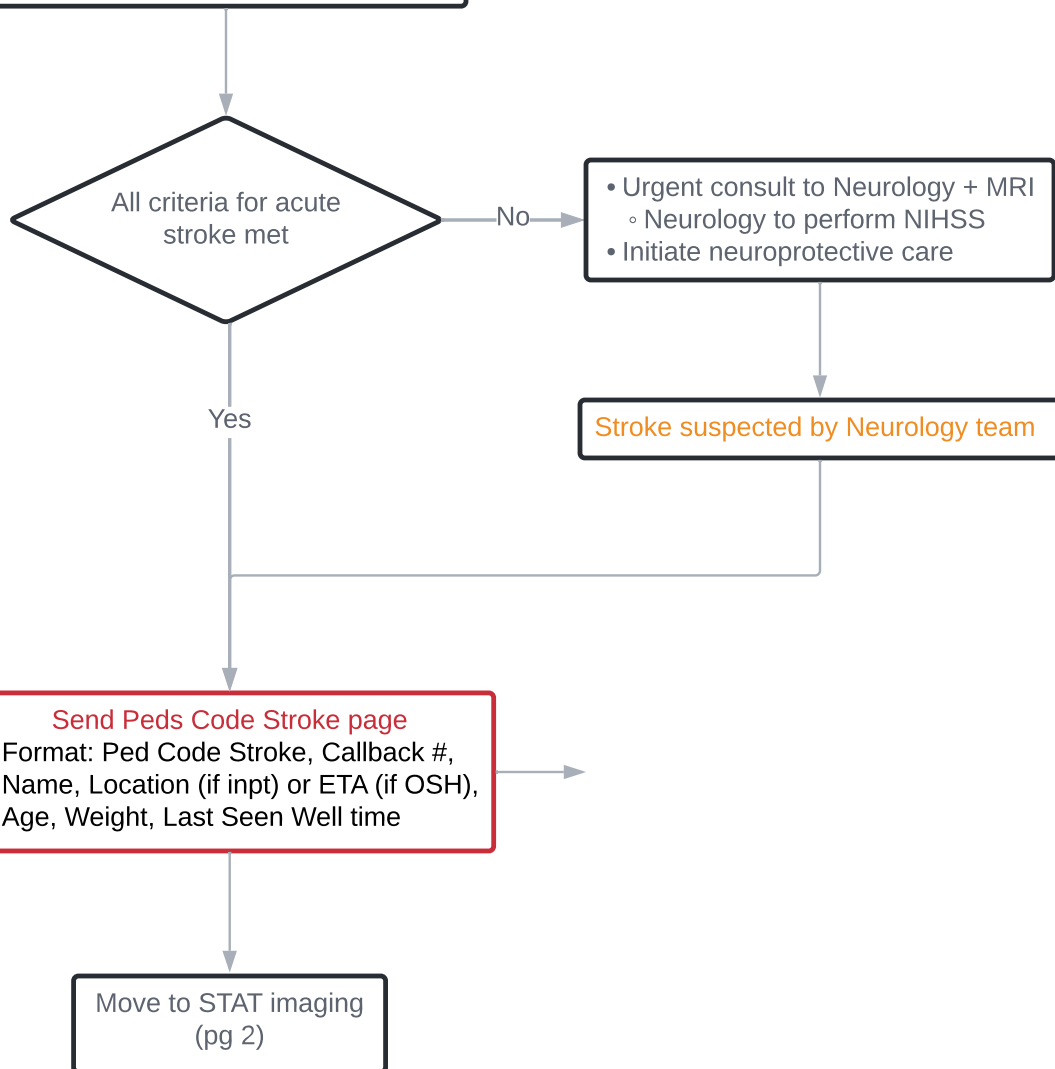 All criteria for acute
stroke met
No
• Urgent consult to Neurology + MRI
◦ Neurology to perform NIHSS
• Initiate neuroprotective care
Yes
Stroke suspected by Neurology team
Send Peds Code Stroke page
Format: Ped Code Stroke, Callback #,
Name, Location (if inpt) or ETA (if OSH),
Age, Weight, Last Seen Well time
Move to STAT imaging
(pg 2)